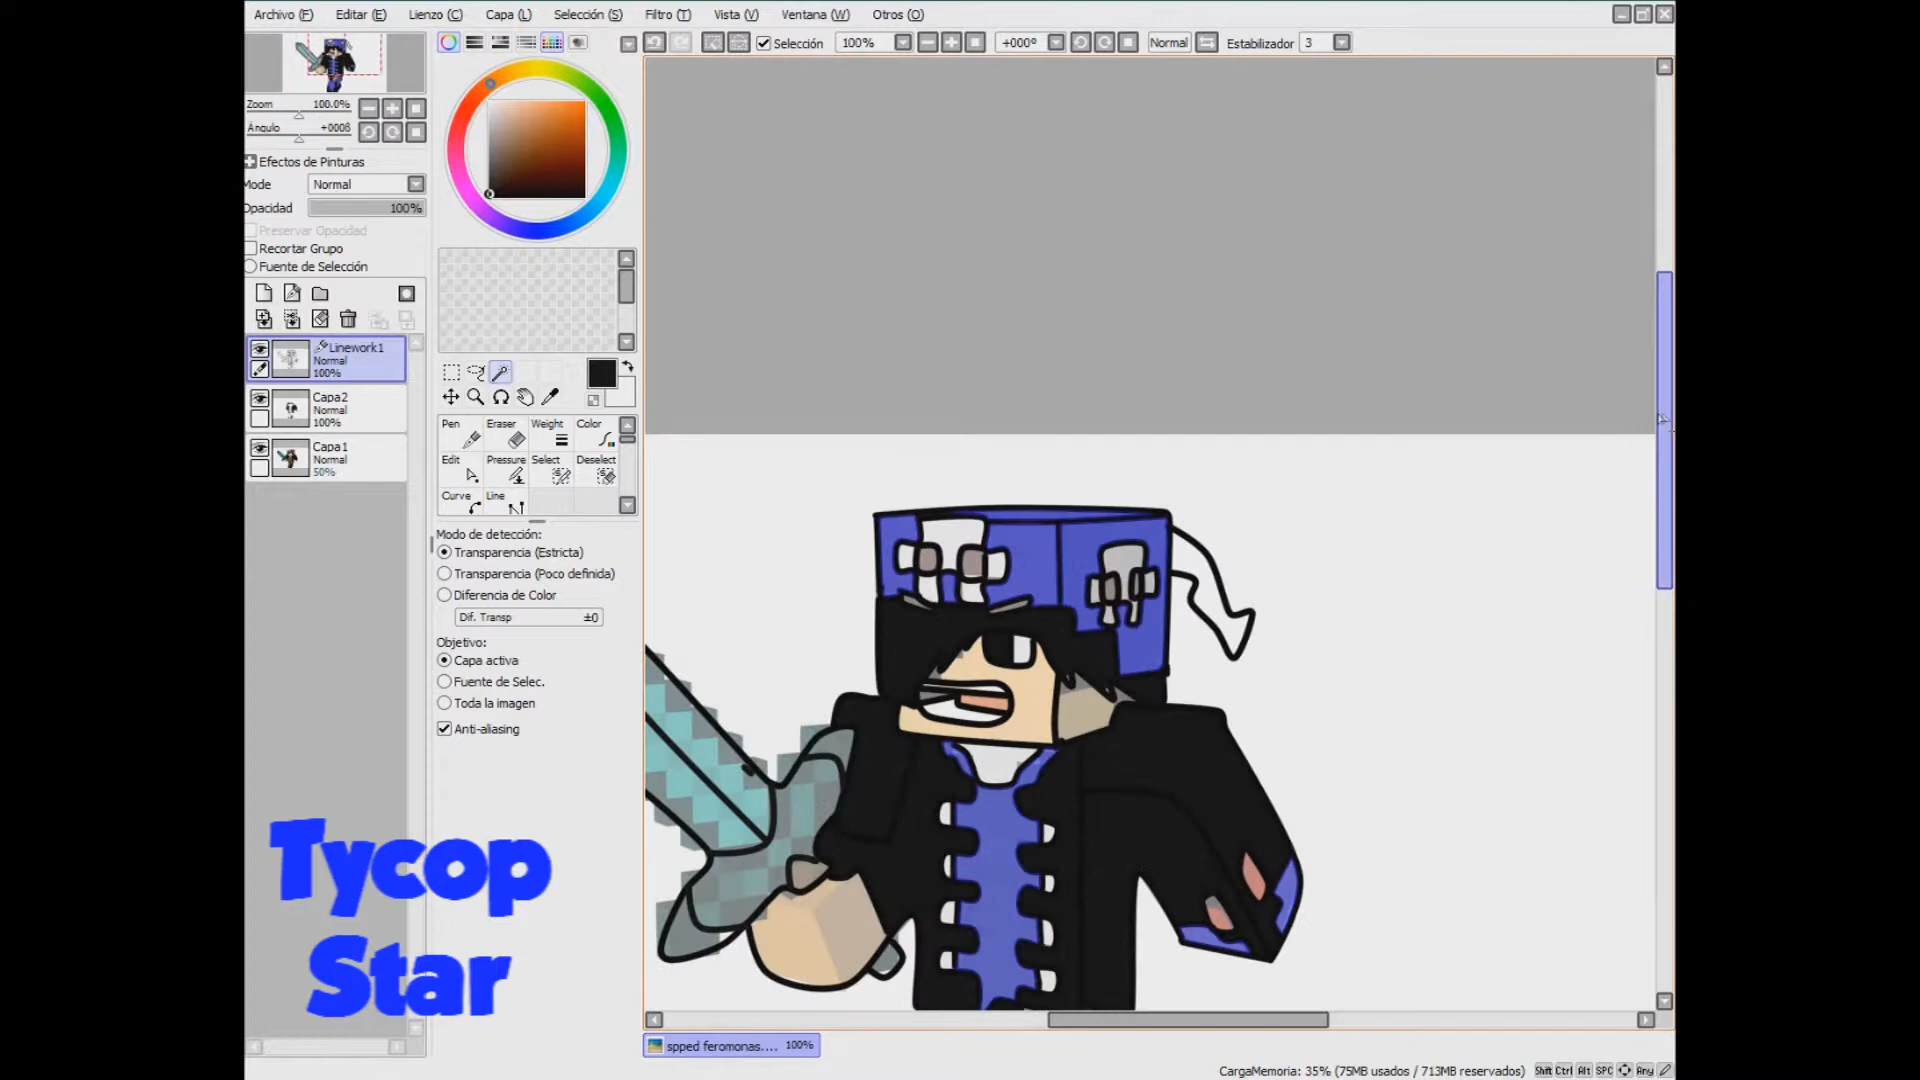 Archivo (F) Editar (E) Lienzo (C) Capa (L) Selección (S) Filtro (T) Vista (V) Ventana (W) Otros (O)
Selección 100% +000º Normal Estabilizador 3
Zoom 100.0%
Ángulo +000ß
Efectos de Pinturas
Mode Normal
Opacidad 100%
Preservar Opacidad
Recortar Grupo
Fuente de Selección
Linework1
Normal
100%
Capa2
Normal
100%
Capa1
Normal
50%
Pen Eraser Weight Color
Edit Pressure Select Deselect
Curve Line
Modo de detección:
Transparencia (Estricta)
Transparencia (Poco definida)
Diferencia de Color
Dif. Transp ±0
Objetivo:
Capa activa
Fuente de Selec.
Toda la imagen
Anti-aliasing
Tycop
Star
spped feromonas.... 100%
CargaMemoria: 35% (75MB usados / 713MB reservados) Shift Ctrl Alt SPC Any